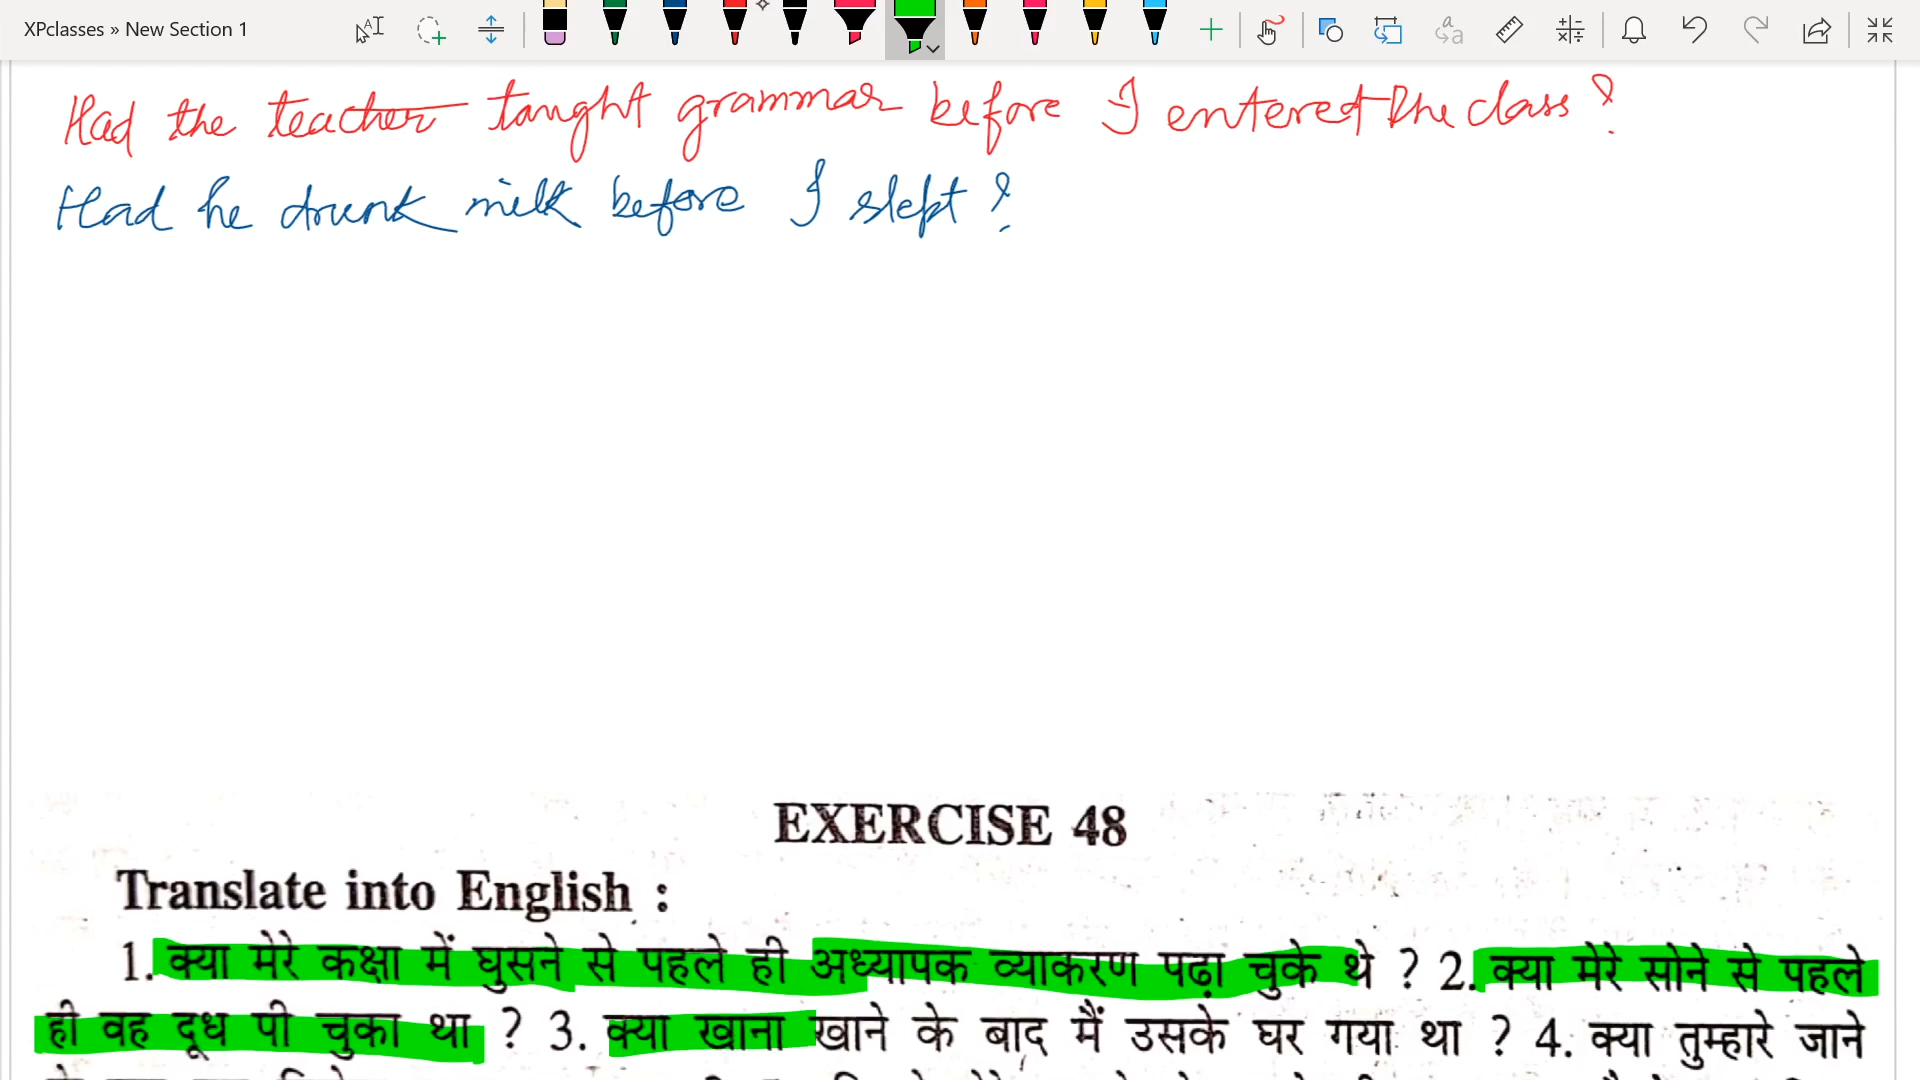 XPclasses » New Section 1
Had the teacher taught grammar before I entered the class ?
Had he drunk milk before I slept ?
EXERCISE 48
Translate into English :
1. क्या मेरे कक्षा में घुसने से पहले ही अध्यापक व्याकरण पढ़ा चुके थे ? 2. क्या मेरे सोने से पहले
ही वह दूध पी चुका था ? 3. क्या खाना खाने के बाद मैं उसके घर गया था ? 4. क्या तुम्हारे जाने